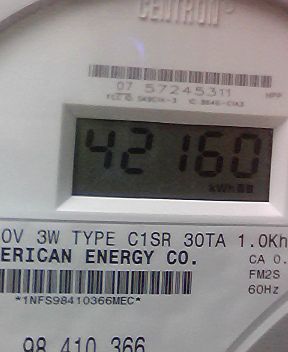 CENTRON®
07 57245311
42160
kWh
0V 3W TYPE C1SR 30TA 1.0Kh
ERICAN ENERGY CO.
CA 0.
FM2S
60Hz
*1NFS98410366MEC*
98 410 366